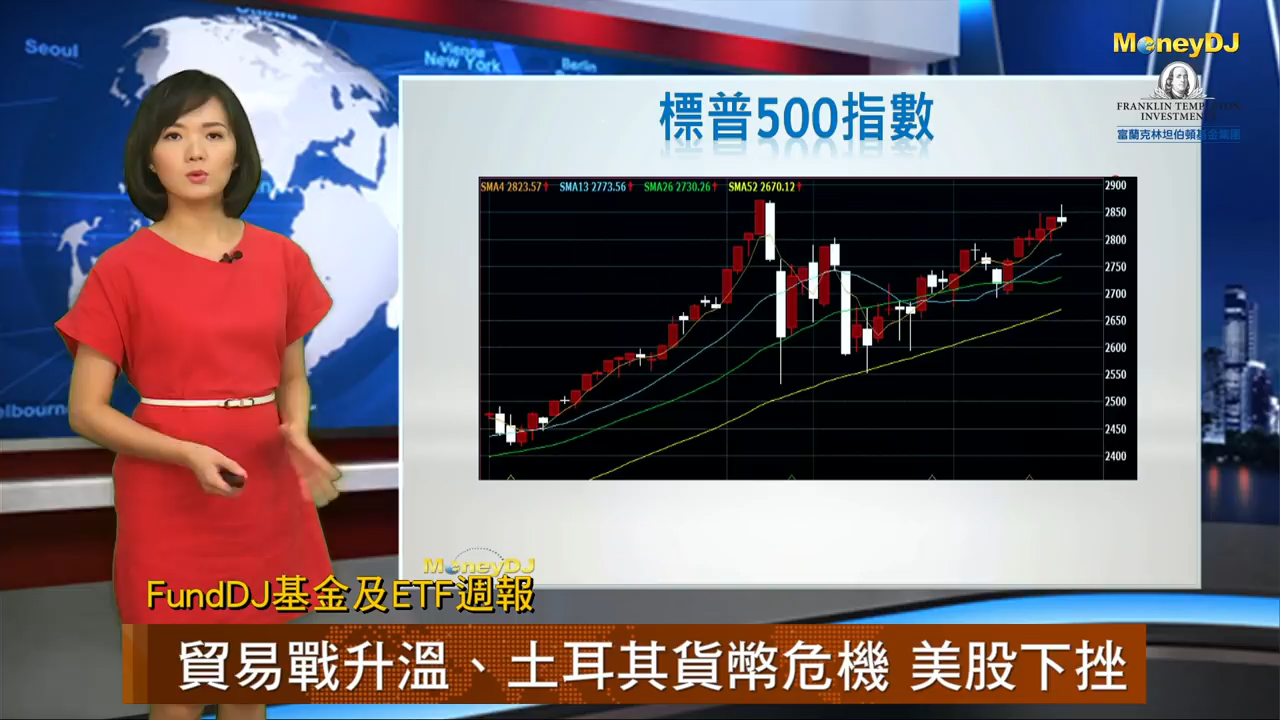 Seoul
Vienne
New York
Berlin
MoneyDJ
FRANKLIN TEMPLETON
INVESTMENTS
富蘭克林坦伯頓基金集團
標普500指數
SMA4 2823.57↑ SMA13 2773.56↑ SMA26 2730.26↑ SMA52 2670.12↑
2900
2850
2800
2750
2700
2650
2600
2550
2500
2450
2400
elbourne
MoneyDJ
FundDJ基金及ETF週報
貿易戰升溫、土耳其貨幣危機 美股下挫